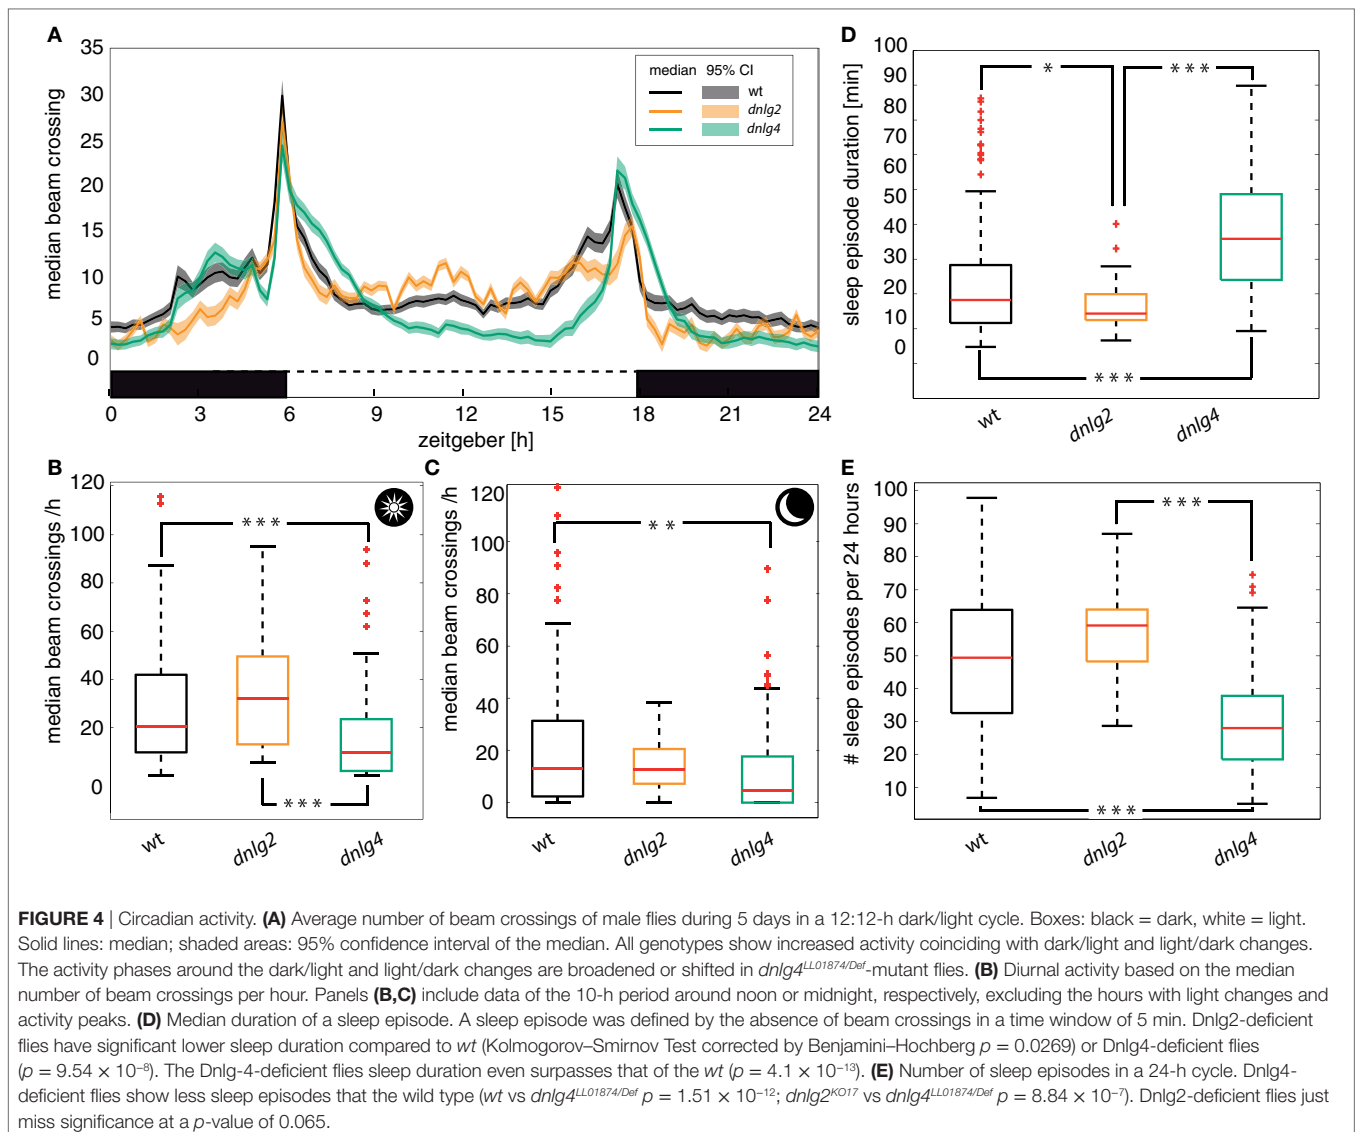 A
35
30
25
20
15
10
5
0
median beam crossing
median 95% CI
wt
dnlg2
dnlg4
0 3 6 9 12 15 18 21 24
zeitgeber [h]
D
100
90
80
70
60
50
40
30
20
10
0
sleep episode duration [min]
* ***
***
wt dnlg2 dnlg4
B
120
100
80
60
40
20
0
median beam crossings /h
***
***
wt dnlg2 dnlg4
C
120
100
80
60
40
20
0
median beam crossings /h
**
wt dnlg2 dnlg4
E
100
90
80
70
60
50
40
30
20
10
# sleep episodes per 24 hours
***
***
wt dnlg2 dnlg4
FIGURE 4 | Circadian activity. (A) Average number of beam crossings of male flies during 5 days in a 12:12-h dark/light cycle. Boxes: black = dark, white = light.
Solid lines: median; shaded areas: 95% confidence interval of the median. All genotypes show increased activity coinciding with dark/light and light/dark changes.
The activity phases around the dark/light and light/dark changes are broadened or shifted in dnlg4LL01874/Def-mutant flies. (B) Diurnal activity based on the median
number of beam crossings per hour. Panels (B,C) include data of the 10-h period around noon or midnight, respectively, excluding the hours with light changes and
activity peaks. (D) Median duration of a sleep episode. A sleep episode was defined by the absence of beam crossings in a time window of 5 min. Dnlg2-deficient
flies have significant lower sleep duration compared to wt (Kolmogorov–Smirnov Test corrected by Benjamini–Hochberg p = 0.0269) or Dnlg4-deficient flies
(p = 9.54 × 10⁻⁸). The Dnlg-4-deficient flies sleep duration even surpasses that of the wt (p = 4.1 × 10⁻¹³). (E) Number of sleep episodes in a 24-h cycle. Dnlg4-
deficient flies show less sleep episodes that the wild type (wt vs dnlg4LL01874/Def p = 1.51 × 10⁻¹²; dnlg2KO17 vs dnlg4LL01874/Def p = 8.84 × 10⁻⁷). Dnlg2-deficient flies just
miss significance at a p-value of 0.065.